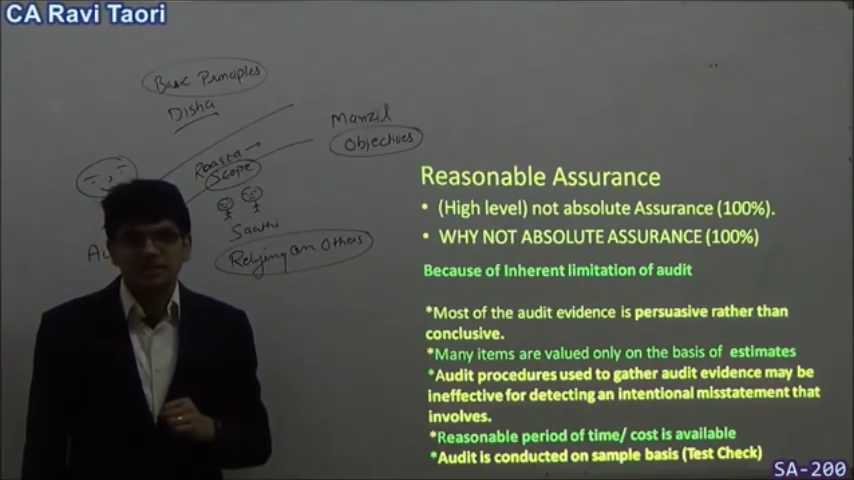 CA Ravi Taori
Basic Principles
Disha
Manzil
Objectives
Raasta →
Scope
Saathi
Relying on Others
Reasonable Assurance
• (High level) not absolute Assurance (100%).
• WHY NOT ABSOLUTE ASSURANCE (100%)
Because of Inherent limitation of audit
*Most of the audit evidence is persuasive rather than
conclusive.
*Many items are valued only on the basis of estimates
*Audit procedures used to gather audit evidence may be
ineffective for detecting an intentional misstatement that
involves.
*Reasonable period of time/ cost is available
*Audit is conducted on sample basis (Test Check)
SA-200